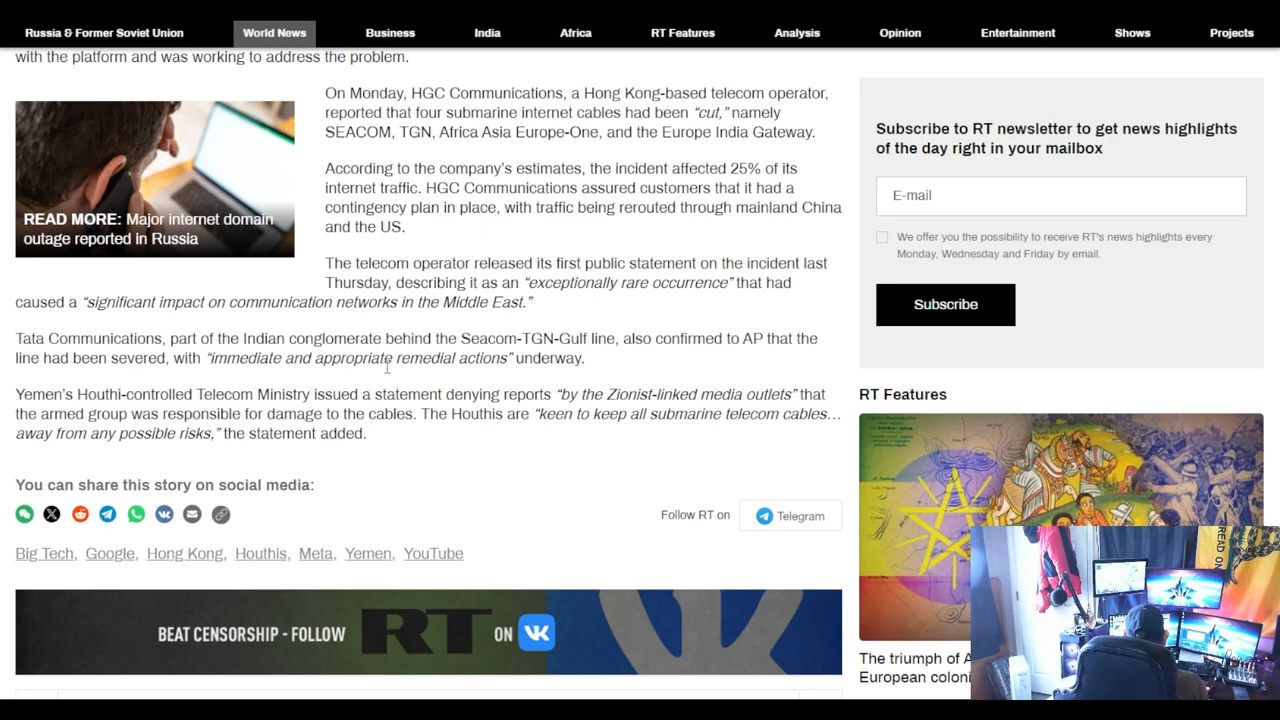 Russia & Former Soviet Union
World News
Business
India
Africa
RT Features
Analysis
Opinion
Entertainment
Shows
Projects
with the platform and was working to address the problem.
READ MORE: Major internet domain
outage reported in Russia
On Monday, HGC Communications, a Hong Kong-based telecom operator,
reported that four submarine internet cables had been “cut,” namely
SEACOM, TGN, Africa Asia Europe-One, and the Europe India Gateway.
According to the company’s estimates, the incident affected 25% of its
internet traffic. HGC Communications assured customers that it had a
contingency plan in place, with traffic being rerouted through mainland China
and the US.
The telecom operator released its first public statement on the incident last
Thursday, describing it as an “exceptionally rare occurrence” that had
caused a “significant impact on communication networks in the Middle East.”
Tata Communications, part of the Indian conglomerate behind the Seacom-TGN-Gulf line, also confirmed to AP that the
line had been severed, with “immediate and appropriate remedial actions” underway.
Yemen’s Houthi-controlled Telecom Ministry issued a statement denying reports “by the Zionist-linked media outlets” that
the armed group was responsible for damage to the cables. The Houthis are “keen to keep all submarine telecom cables…
away from any possible risks,” the statement added.
You can share this story on social media:
Follow RT on
Telegram
Big Tech, Google, Hong Kong, Houthis, Meta, Yemen, YouTube
BEAT CENSORSHIP - FOLLOW RT ON
Subscribe to RT newsletter to get news highlights
of the day right in your mailbox
E-mail
We offer you the possibility to receive RT's news highlights every
Monday, Wednesday and Friday by email.
Subscribe
RT Features
The triumph of
European
READ ON